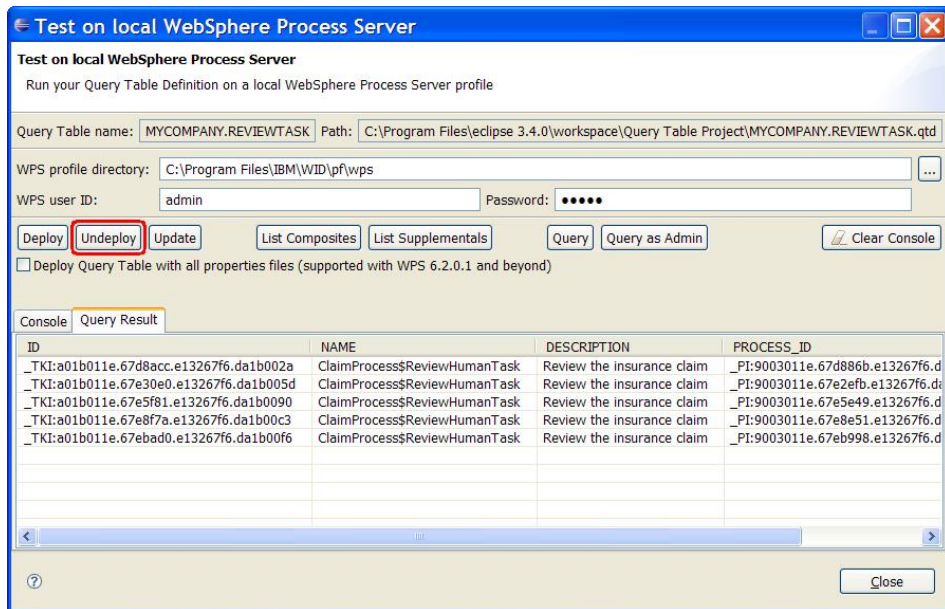 Test on local WebSphere Process Server
Test on local WebSphere Process Server
Run your Query Table Definition on a local WebSphere Process Server profile
Query Table name: MYCOMPANY.REVIEWTASK Path: C:\Program Files\eclipse 3.4.0\workspace\Query Table Project\MYCOMPANY.REVIEWTASK.qtd
WPS profile directory: C:\Program Files\IBM\WID\pf\wps ...
WPS user ID: admin Password: •••••
Deploy Undeploy Update List Composites List Supplementals Query Query as Admin Clear Console
Deploy Query Table with all properties files (supported with WPS 6.2.0.1 and beyond)
Console Query Result
ID NAME DESCRIPTION PROCESS_ID
_TKI:a01b011e.67d8acc.e13267f6.da1b002a ClaimProcess$ReviewHumanTask Review the insurance claim _PI:9003011e.67d886b.e13267f6.d
_TKI:a01b011e.67e30e0.e13267f6.da1b005d ClaimProcess$ReviewHumanTask Review the insurance claim _PI:9003011e.67e2efb.e13267f6.da
_TKI:a01b011e.67e5f81.e13267f6.da1b0090 ClaimProcess$ReviewHumanTask Review the insurance claim _PI:9003011e.67e5e49.e13267f6.d
_TKI:a01b011e.67e8f7a.e13267f6.da1b00c3 ClaimProcess$ReviewHumanTask Review the insurance claim _PI:9003011e.67e8e51.e13267f6.d
_TKI:a01b011e.67ebad0.e13267f6.da1b00f6 ClaimProcess$ReviewHumanTask Review the insurance claim _PI:9003011e.67eb998.e13267f6.d
? Close